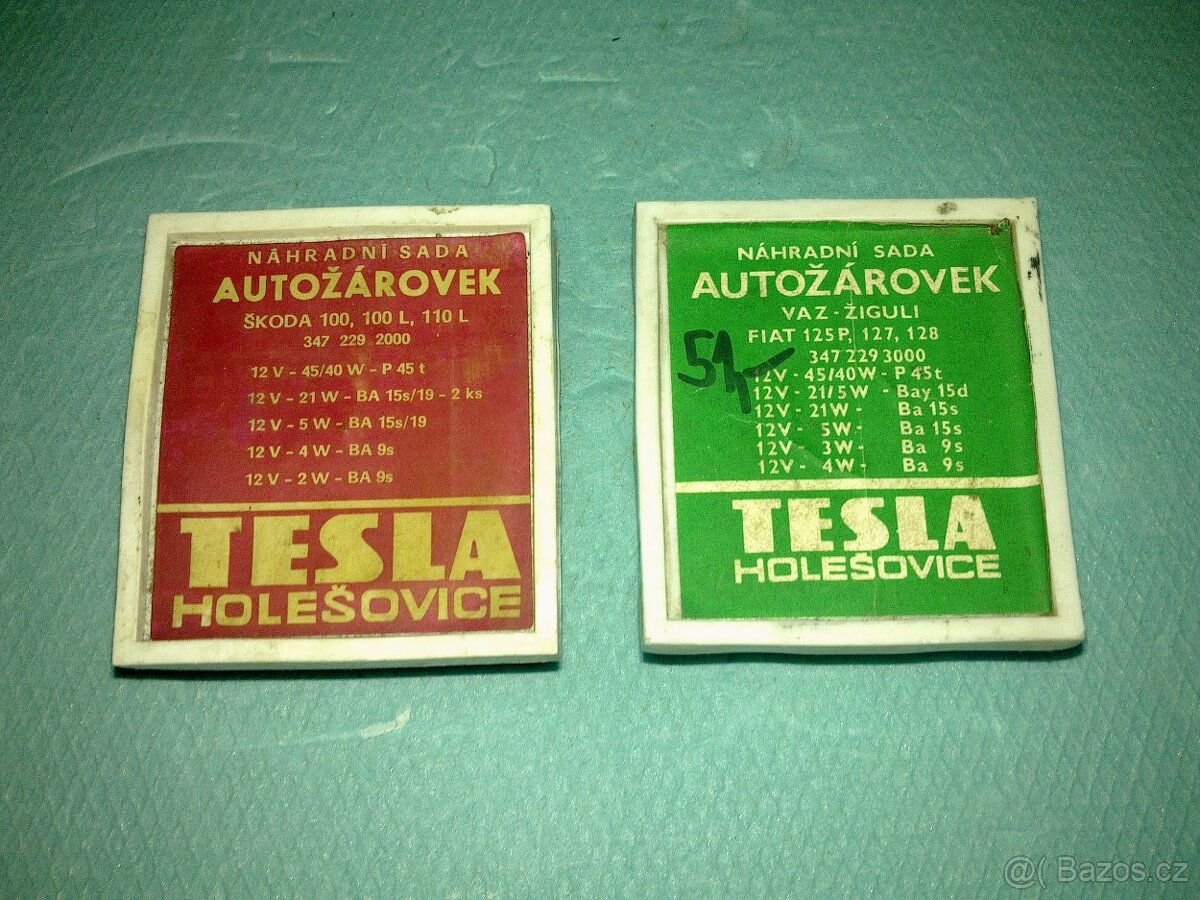 NÁHRADNÍ SADA
AUTOŽÁROVEK
ŠKODA 100, 100 L, 110 L
347 229 2000
12 V - 45/40 W - P 45 t
12 V - 21 W - BA 15s/19 - 2 ks
12 V - 5 W - BA 15s/19
12 V - 4 W - BA 9s
12 V - 2 W - BA 9s
TESLA
HOLEŠOVICE
NÁHRADNÍ SADA
AUTOŽÁROVEK
VAZ-ŽIGULI
FIAT 125P, 127, 128
347 229 3000
51,-
12V - 45/40W - P 45t
12V - 21/5W - Bay 15d
12V - 21W - Ba 15s
12V - 5W - Ba 15s
12V - 3W - Ba 9s
12V - 4W - Ba 9s
TESLA
HOLEŠOVICE
@( Bazos.cz